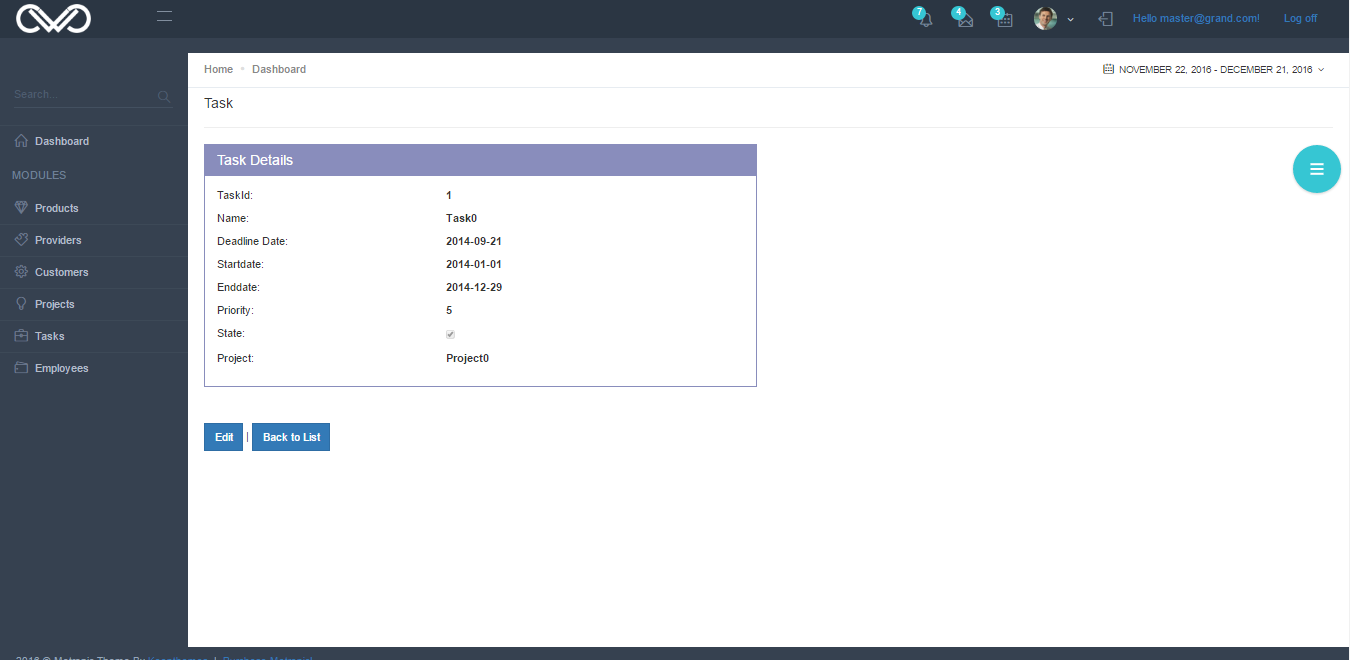 7 4 3 Hello master@grand.com! Log off
Home Dashboard NOVEMBER 22, 2016 - DECEMBER 21, 2016
Search...
Task
Dashboard
MODULES
Products
Providers
Customers
Projects
Tasks
Employees
Task Details
TaskId: 1
Name: Task0
Deadline Date: 2014-09-21
Startdate: 2014-01-01
Enddate: 2014-12-29
Priority: 5
State:
Project: Project0
Edit | Back to List
2016 © Metronic Theme By Keenthemes | Purchase Metronic!